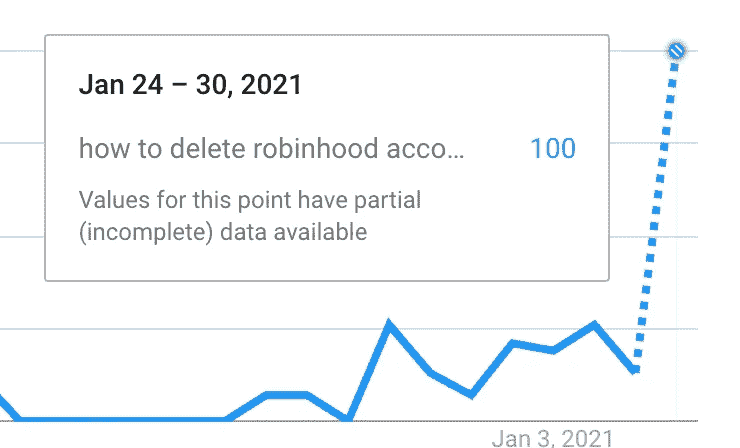 Jan 24 – 30, 2021
how to delete robinhood acco... 100
Values for this point have partial
(incomplete) data available
Jan 3, 2021